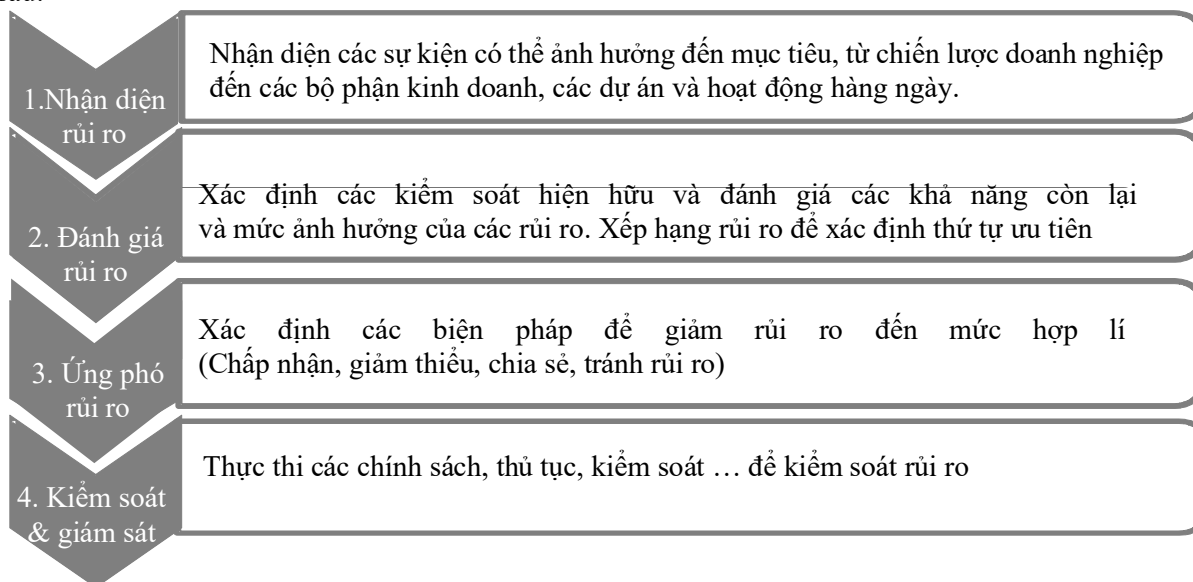 Nhận diện các sự kiện có thể ảnh hưởng đến mục tiêu, từ chiến lược doanh nghiệp
đến các bộ phận kinh doanh, các dự án và hoạt động hàng ngày.
1.Nhận diện
rủi ro
Xác định các kiểm soát hiện hữu và đánh giá các khả năng còn lại
và mức ảnh hưởng của các rủi ro. Xếp hạng rủi ro để xác định thứ tự ưu tiên
2. Đánh giá
rủi ro
Xác định các biện pháp để giảm rủi ro đến mức hợp lí
(Chấp nhận, giảm thiểu, chia sẻ, tránh rủi ro)
3. Ứng phó
rủi ro
Thực thi các chính sách, thủ tục, kiểm soát … để kiểm soát rủi ro
4. Kiểm soát
& giám sát